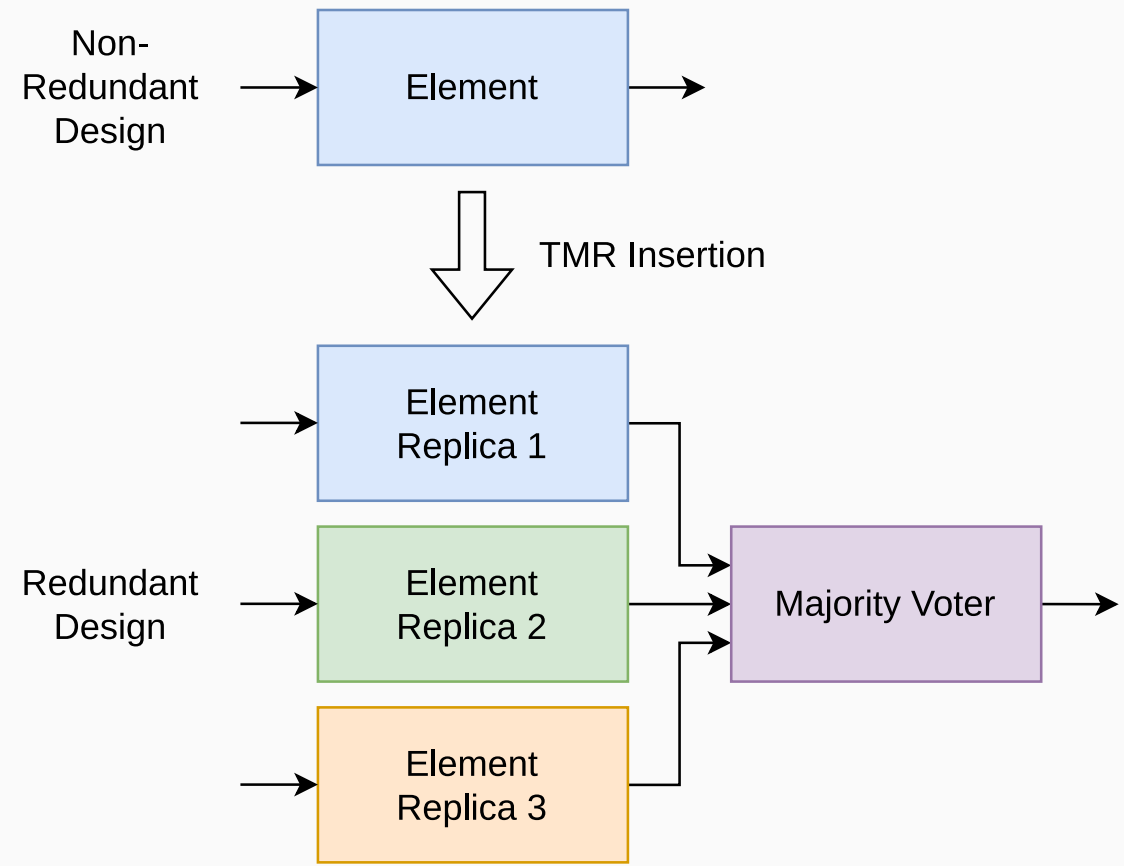 Non-
Redundant
Design
Element
TMR Insertion
Element
Replica 1
Redundant
Design
Element
Replica 2
Majority Voter
Element
Replica 3